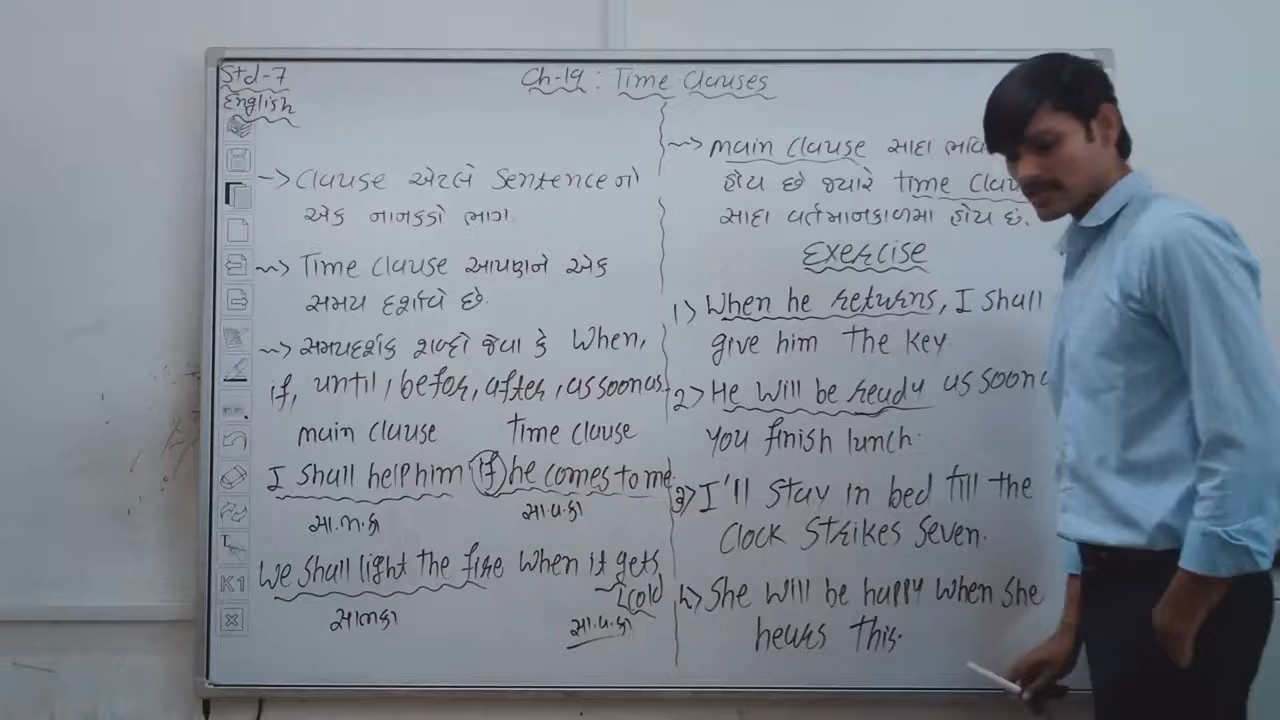 Std-7
English
Ch-19 : Time Clauses
~> Clause એટલે Sentence નો
એક નાનકડો ભાગ.
~> Time Clause આપણને એક
સમય દર્શાવે છે.
~> સમયદર્શક શબ્દો જેવા કે When,
if, until, before, after, as soon as
main Clause time Clause
I shall help him if he comes to me.
સા.ભ.કા સા.વ.કા
We shall light the fire When it gets
cold
સાભકા સા.વ.કા
~> main Clause સાદા
હોય છે જ્યારે time
સાદા વર્તમાનકાળમા હોય છે.
Exercise
1> When he returns, I shall
give him the key
2> He will be ready as soon
you finish lunch.
3> I'll stay in bed till the
Clock Strikes Seven.
4> She will be happy when she
hears this.
T
K1